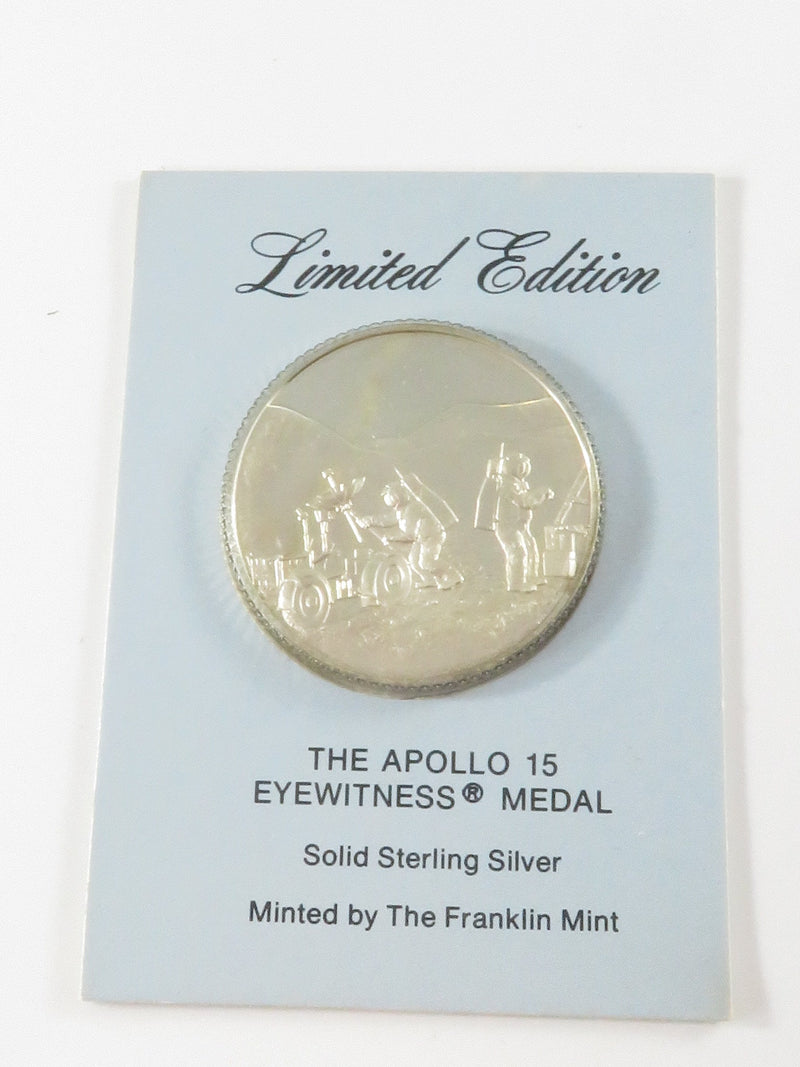 Limited Edition
THE APOLLO 15
EYEWITNESS® MEDAL
Solid Sterling Silver
Minted by The Franklin Mint